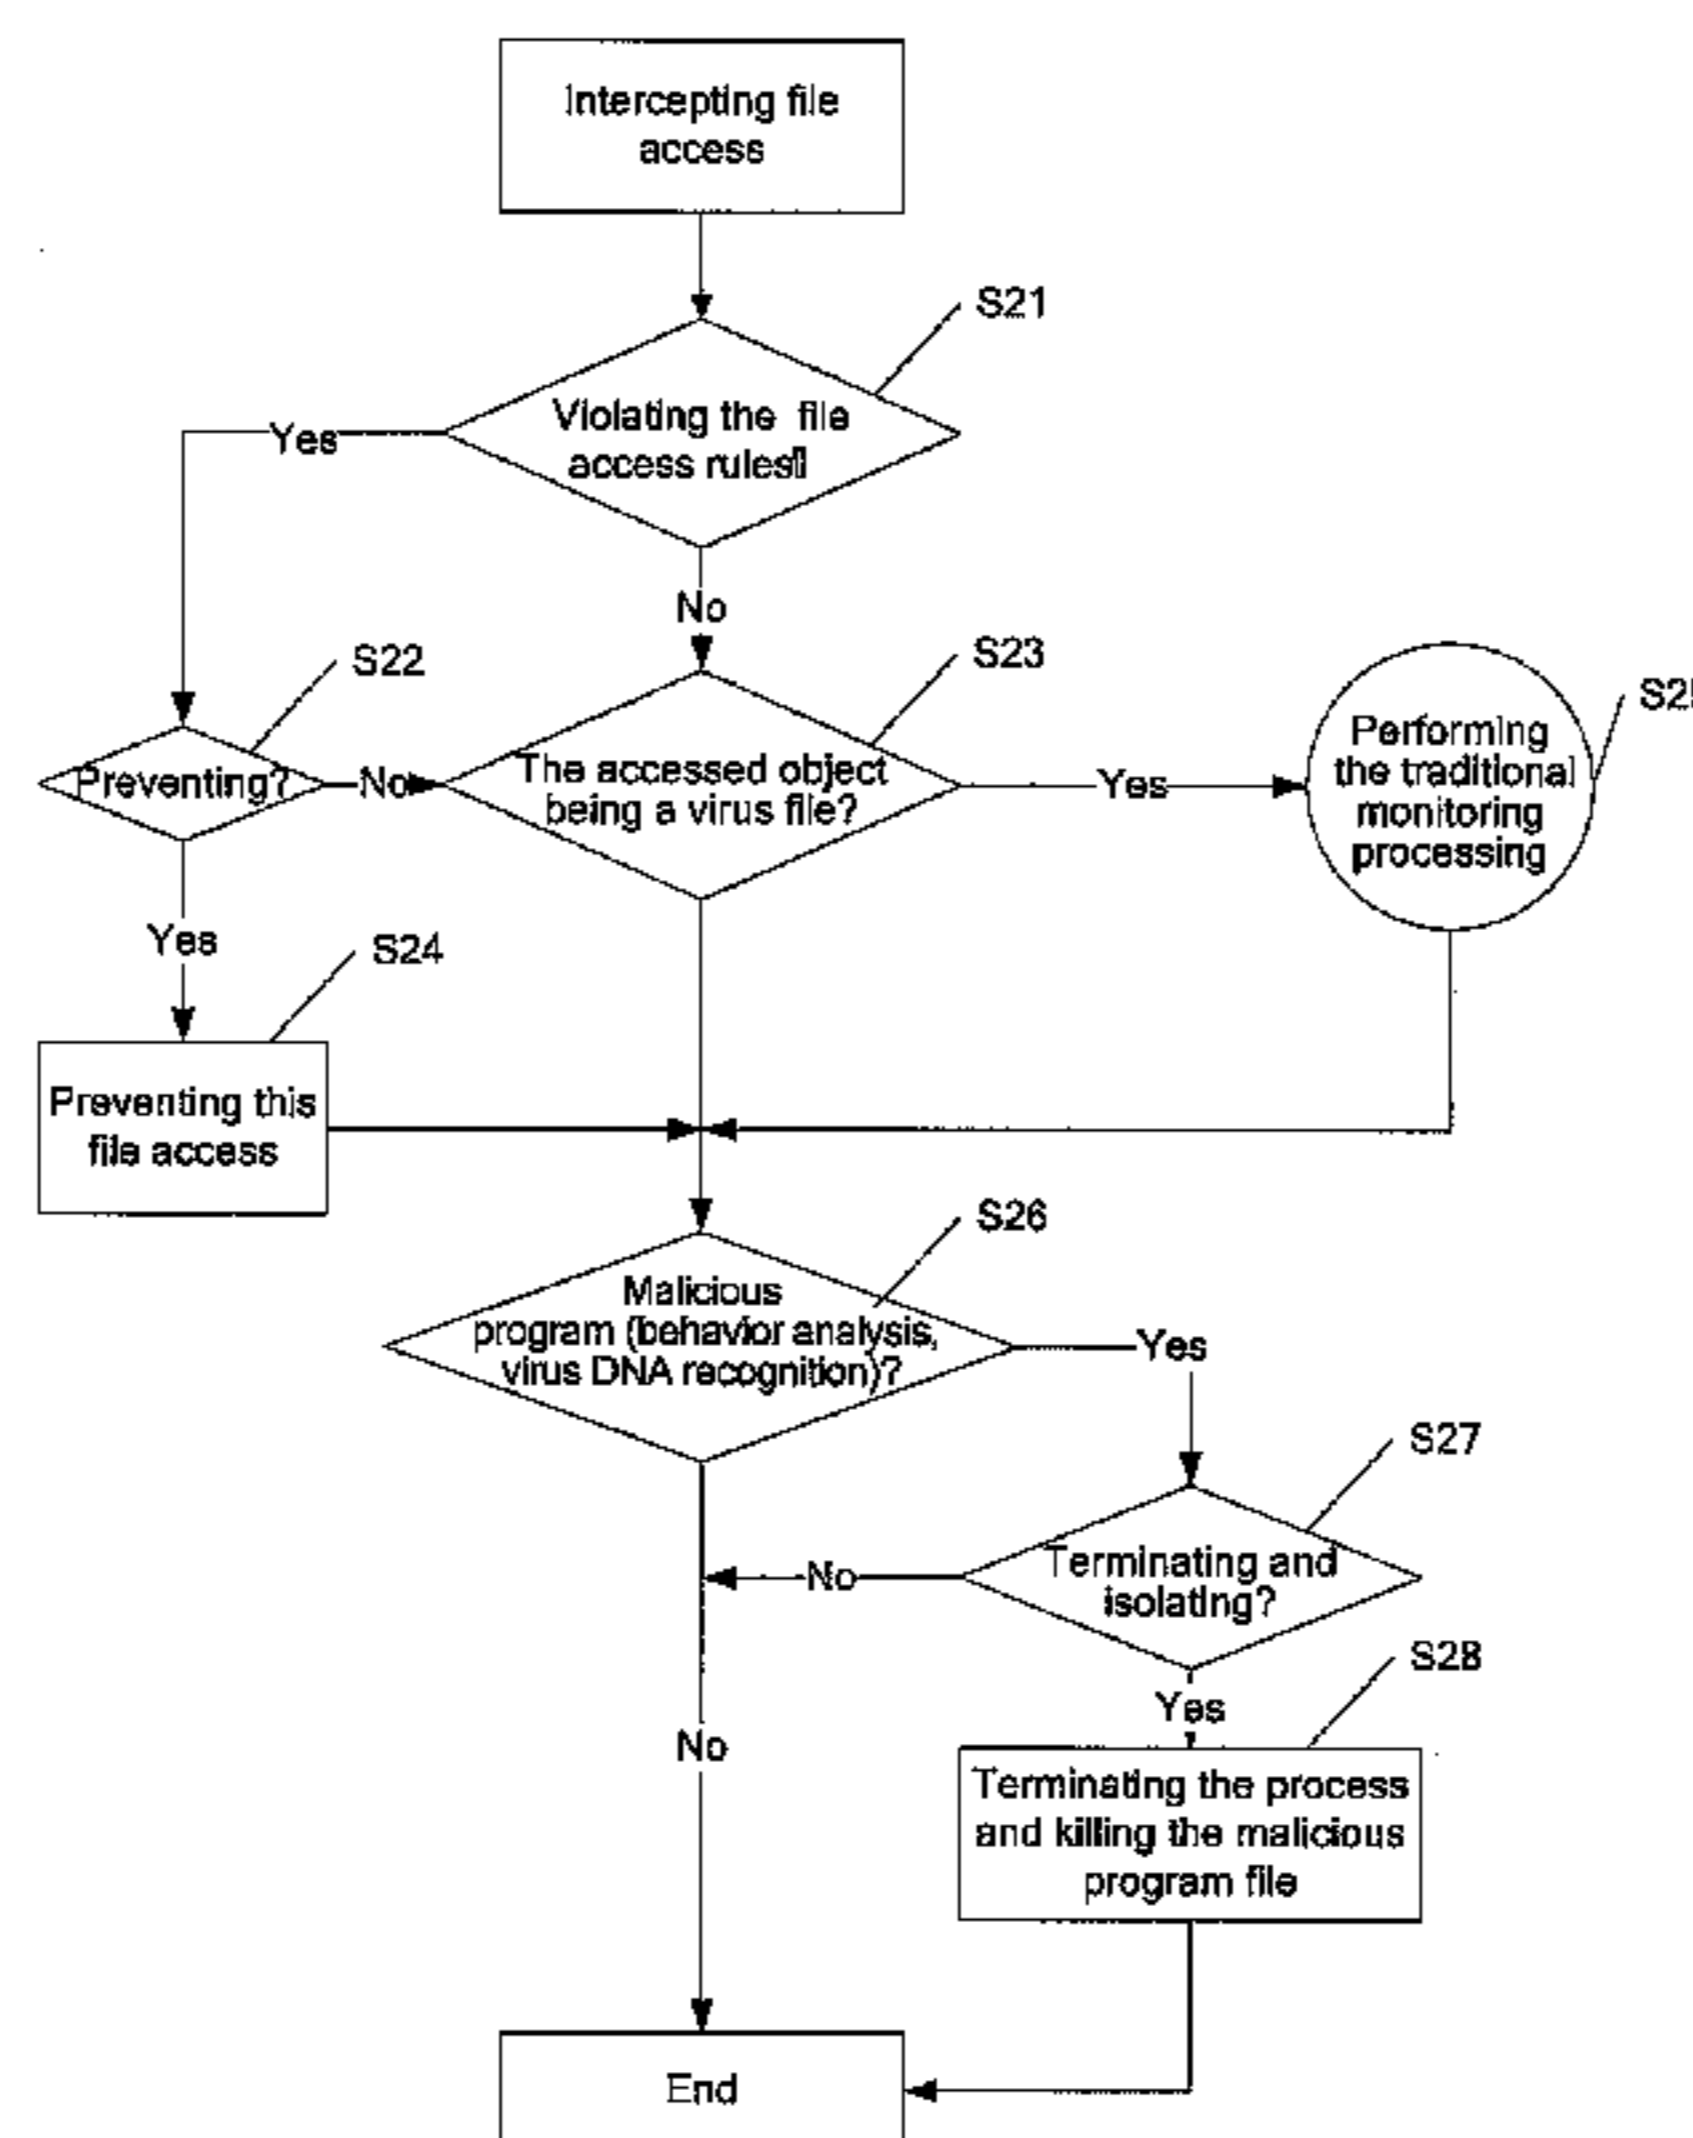 Intercepting file
access
S21
Violating the file
access rules
Yes
No
S22
S23
Preventing?
No
The accessed object
being a virus file?
Yes
Performing
the traditional
monitoring
processing
Yes
S24
Preventing this
file access
S26
Malicious
program (behavior analysis,
virus DNA recognition)?
Yes
S27
Terminating and
isolating?
No
S28
Yes
No
Terminating the process
and killing the malicious
program file
End